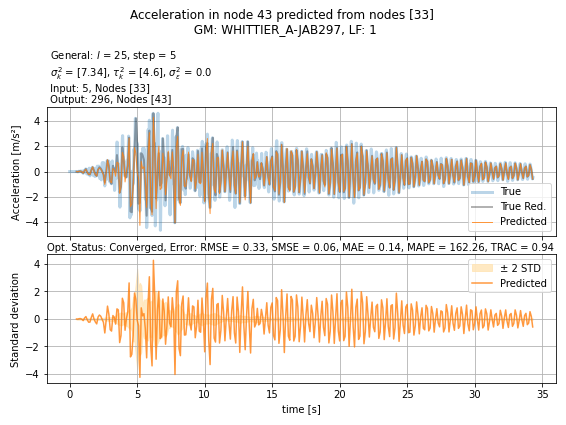 Acceleration in node 43 predicted from nodes [33]
GM: WHITTIER_A-JAB297, LF: 1
General: l = 25, step = 5
σ²ₖ = [7.34], τ²ₖ = [4.6], σ²ε = 0.0
Input: 5, Nodes [33]
Output: 296, Nodes [43]
Acceleration [m/s²]
4
2
0
−2
−4
True
True Red.
Predicted
Opt. Status: Converged, Error: RMSE = 0.33, SMSE = 0.06, MAE = 0.14, MAPE = 162.26, TRAC = 0.94
Standard deviation
4
2
0
−2
−4
± 2 STD
Predicted
0 5 10 15 20 25 30 35
time [s]